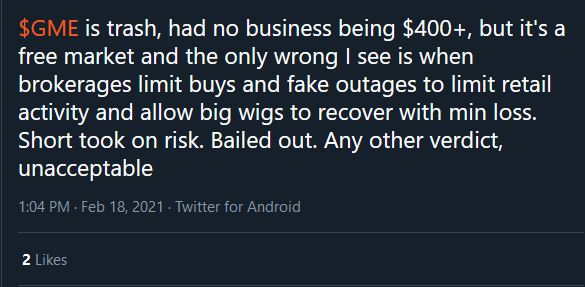 $GME is trash, had no business being $400+, but it's a
free market and the only wrong I see is when
brokerages limit buys and fake outages to limit retail
activity and allow big wigs to recover with min loss.
Short took on risk. Bailed out. Any other verdict,
unacceptable
1:04 PM · Feb 18, 2021 · Twitter for Android
2 Likes